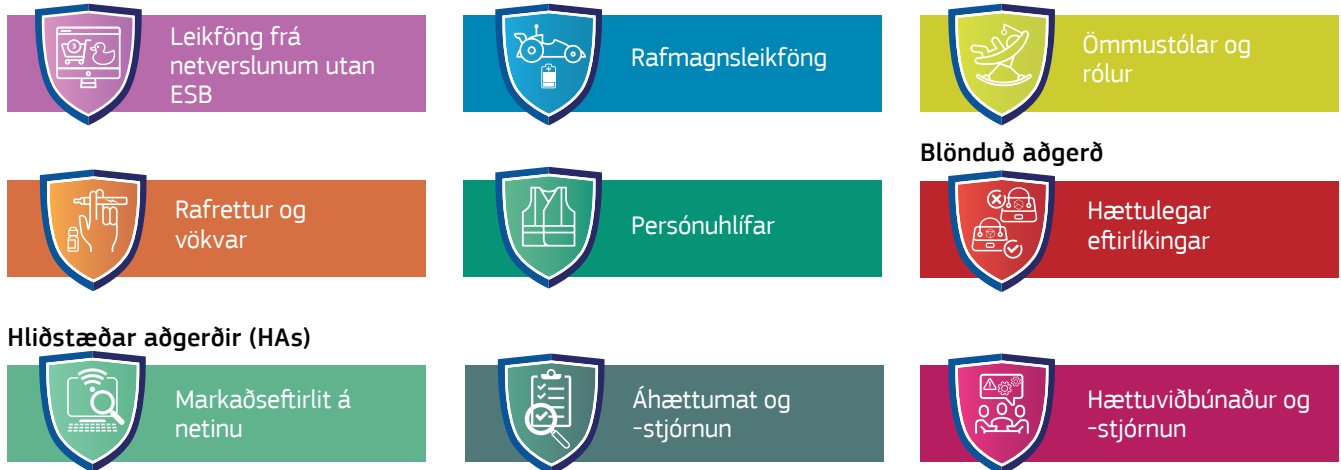 Leikföng frá
netverslunum utan
ESB
Rafmagnsleikföng
Ömmustólar og
rólur
Rafrettur og
vökvar
Persónuhlífar
Blönduð aðgerð
Hættulegar
eftirlíkingar
Hliðstæðar aðgerðir (HAs)
Markaðseftirlit á
netinu
Áhættumat og
-stjórnun
Hættuviðbúnaður og
-stjórnun